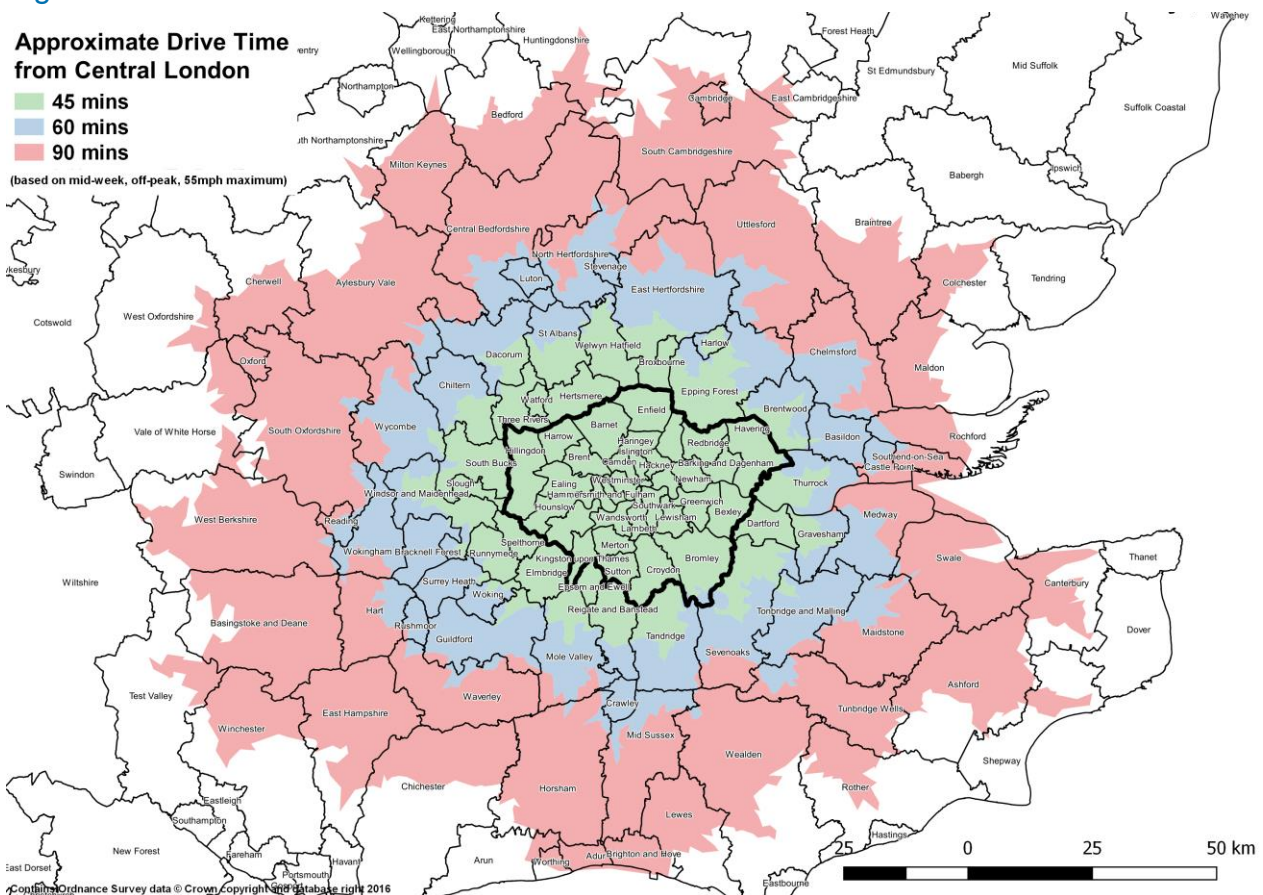 Approximate Drive Time
from Central London
45 mins
60 mins
90 mins
(based on mid-week, off-peak, 55mph maximum)
Kettering
East Northamptonshire
Wellingborough
Huntingdonshire
Forest Heath
Waveney
St Edmundsbury
Mid Suffolk
Suffolk Coastal
Northampton
Bedford
Cambridge
East Cambridgeshire
South Cambridgeshire
Milton Keynes
Babergh
Ipswich
Central Bedfordshire
Uttlesford
Braintree
North Hertfordshire
Stevenage
Luton
East Hertfordshire
Cherwell
Aylesbury Vale
Colchester
Tendring
Cotswold
West Oxfordshire
St Albans
Welwyn Hatfield
Dacorum
Broxbourne
Harlow
Chelmsford
Oxford
Maldon
Chiltern
Watford
Hertsmere
Epping Forest
Enfield
Brentwood
Three Rivers
Barnet
Wycombe
Vale of White Horse
South Oxfordshire
Harrow
Haringey
Redbridge
Havering
Basildon
Rochford
Hillingdon
Islington
Brent
Camden
Hackney
Barking and Dagenham
Southend-on-Sea
Castle Point
South Bucks
Swindon
Slough
Ealing
Westminster
Newham
Thurrock
Windsor and Maidenhead
Hammersmith and Fulham
Southwark
Greenwich
Hounslow
Wandsworth
Lewisham
Bexley
Lambeth
Dartford
Medway
West Berkshire
Reading
Gravesham
Wokingham
Bracknell Forest
Runnymede
Spelthorne
Merton
Kingston upon Thames
Bromley
Swale
Thanet
Elmbridge
Sutton
Croydon
Canterbury
Wiltshire
Surrey Heath
Woking
Epsom and Ewell
Hart
Reigate and Banstead
Tonbridge and Malling
Basingstoke and Deane
Rushmoor
Guildford
Tandridge
Maidstone
Dover
Mole Valley
Sevenoaks
Ashford
Test Valley
Waverley
Crawley
Tunbridge Wells
East Hampshire
Winchester
Mid Sussex
Wealden
Shepway
Chichester
Horsham
Rother
Eastleigh
Southampton
Lewes
Hastings
New Forest
Fareham
Havant
Arun
Worthing
Adur
Brighton and Hove
East Dorset
Portsmouth
Eastbourne
25 0 25 50 km
Contains Ordnance Survey data © Crown copyright and database right 2016